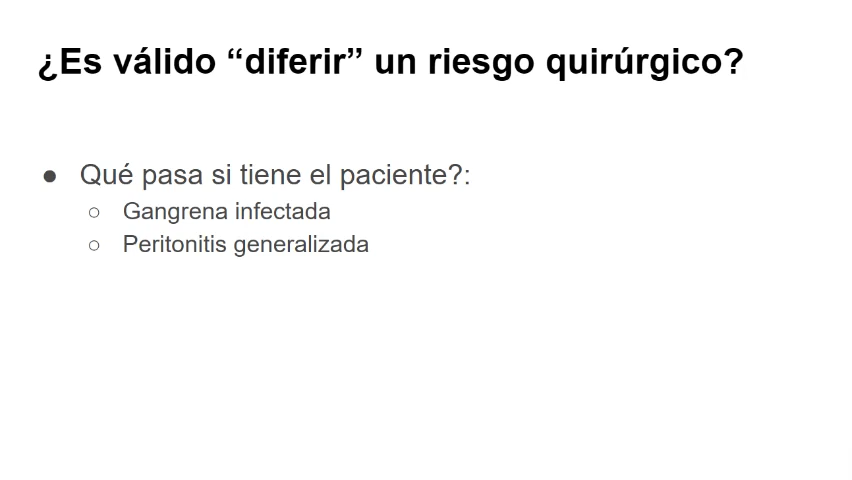 ¿Es válido “diferir” un riesgo quirúrgico?
● Qué pasa si tiene el paciente?:
○ Gangrena infectada
○ Peritonitis generalizada